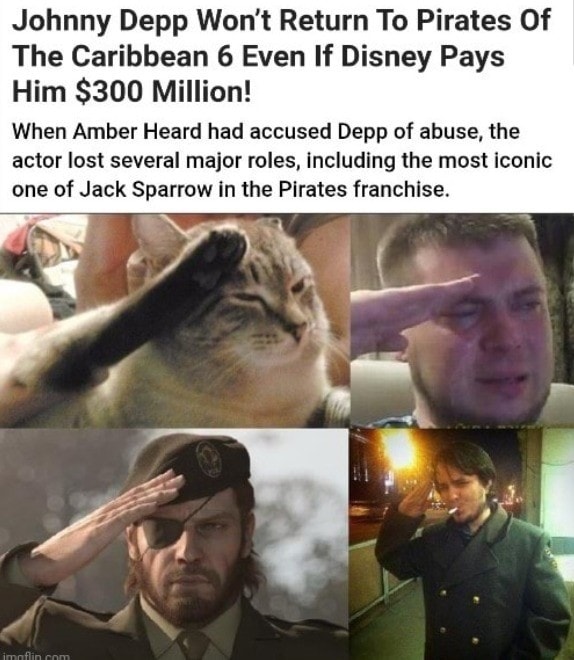 Johnny Depp Won't Return To Pirates Of
The Caribbean 6 Even If Disney Pays
Him $300 Million!
When Amber Heard had accused Depp of abuse, the
actor lost several major roles, including the most iconic
one of Jack Sparrow in the Pirates franchise.
imgflip.com